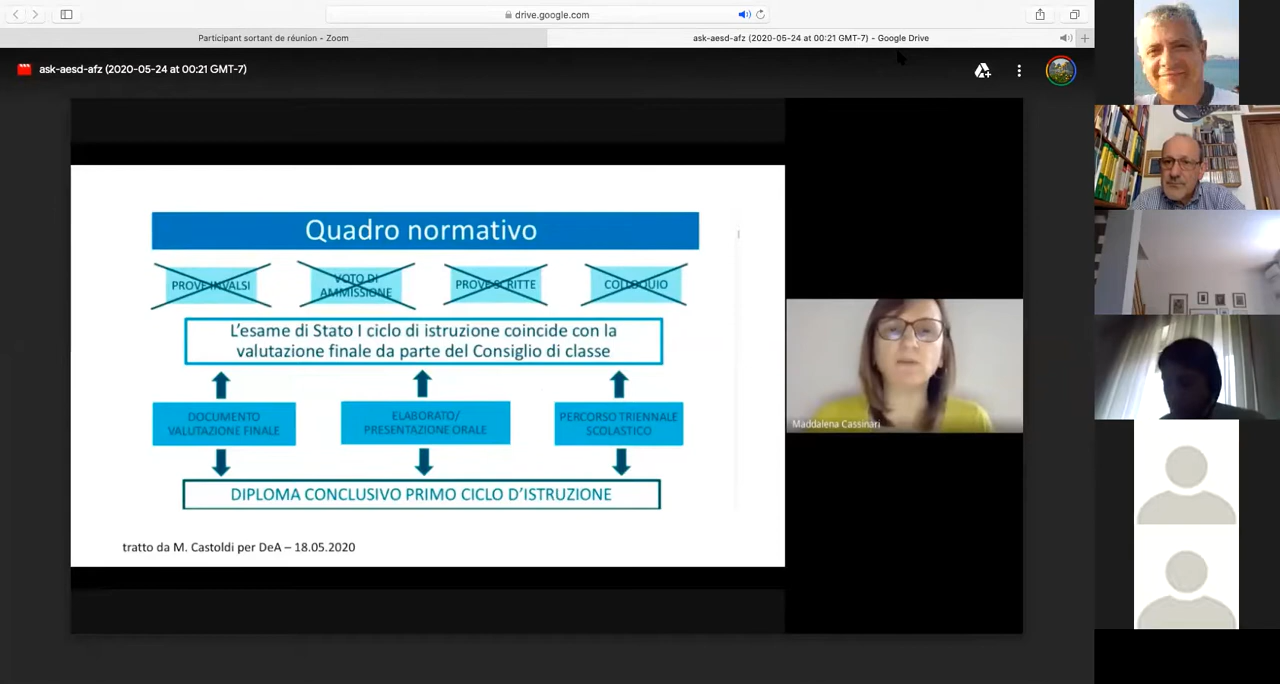 drive.google.com
Participant sortant de réunion - Zoom
ask-aesd-afz (2020-05-24 at 00:21 GMT-7) - Google Drive
ask-aesd-afz (2020-05-24 at 00:21 GMT-7)
Quadro normativo
PROVE INVALSI
VOTO DI
AMMISSIONE
PROVE SCRITTE
COLLOQUIO
L'esame di Stato I ciclo di istruzione coincide con la
valutazione finale da parte del Consiglio di classe
DOCUMENTO
VALUTAZIONE FINALE
ELABORATO/
PRESENTAZIONE ORALE
PERCORSO TRIENNALE
SCOLASTICO
DIPLOMA CONCLUSIVO PRIMO CICLO D'ISTRUZIONE
tratto da M. Castoldi per DeA – 18.05.2020
Maddalena Cassinari